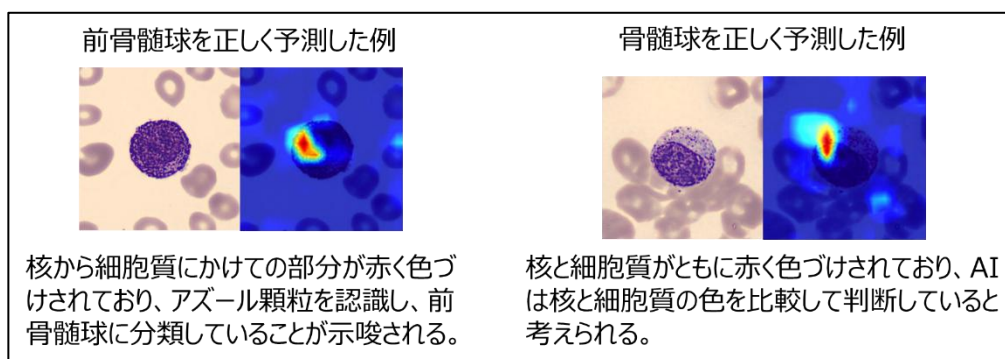 前骨髄球を正しく予測した例
核から細胞質にかけての部分が赤く色づ
けされており、アズール顆粒を認識し、前
骨髄球に分類していることが示唆される。
骨髄球を正しく予測した例
核と細胞質がともに赤く色づけされており、AI
は核と細胞質の色を比較して判断していると
考えられる。